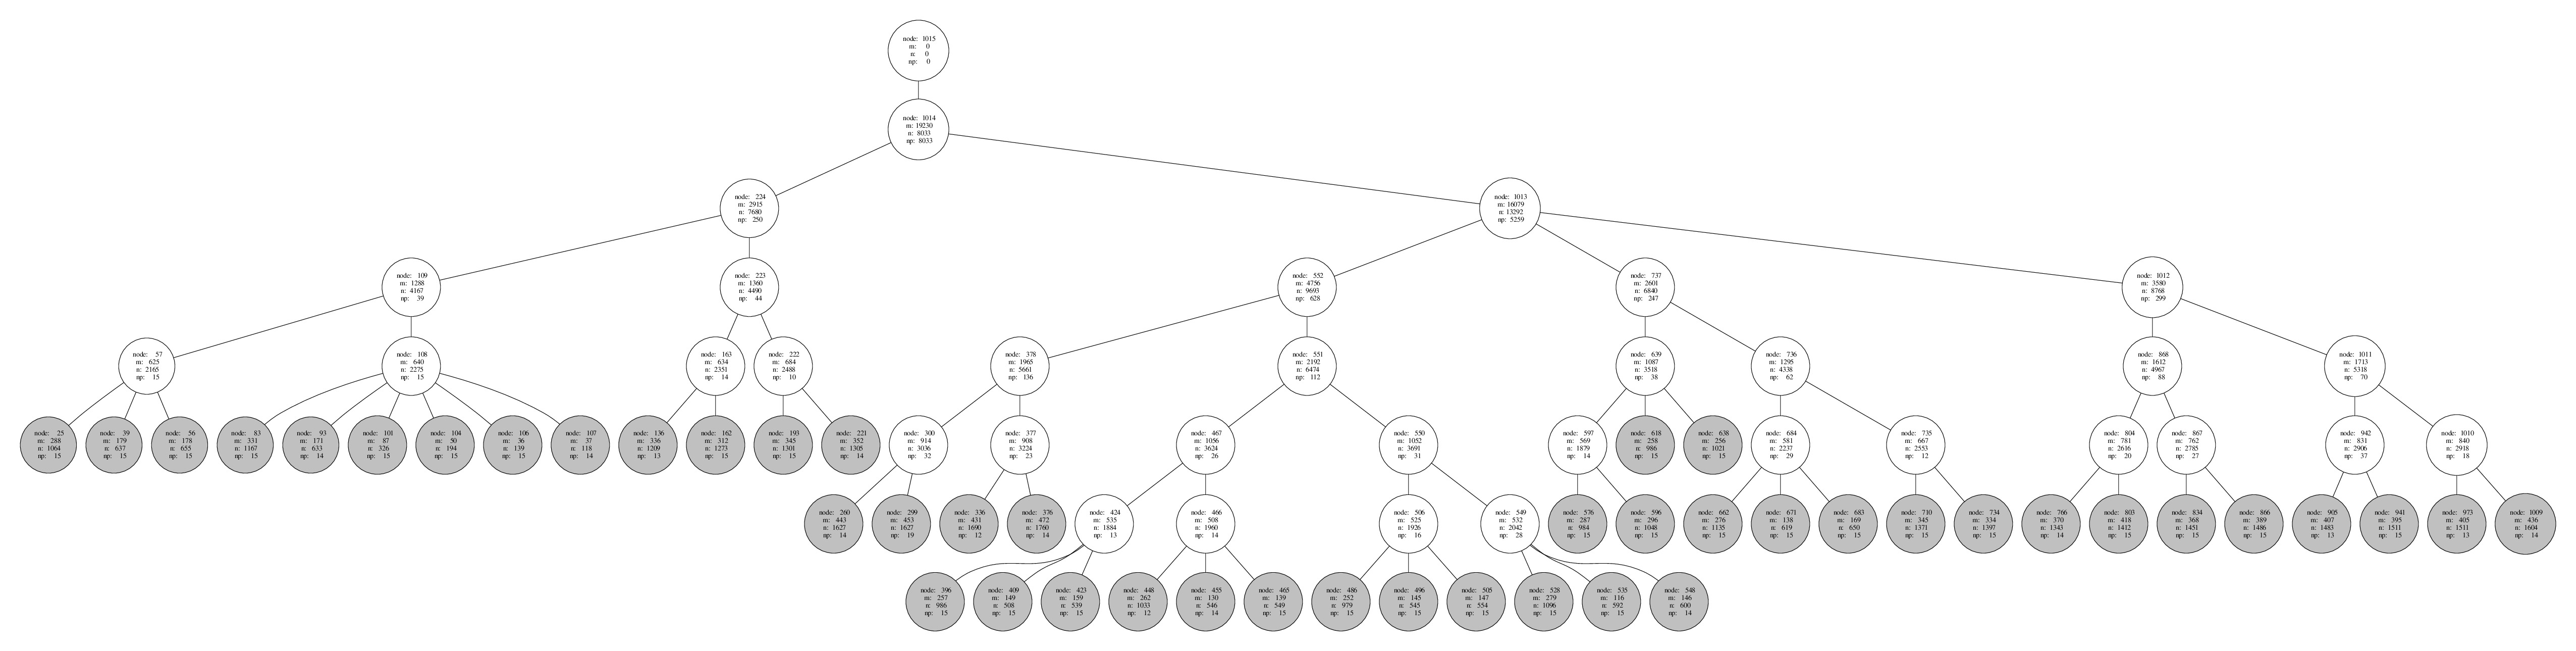 node: 1015
m: 0
n: 0
np: 0
node: 1014
m: 19230
n: 8033
np: 8033
node: 224
m: 2915
n: 7680
np: 250
node: 1013
m: 16079
n: 13292
np: 5259
node: 109
m: 1288
n: 4167
np: 39
node: 223
m: 1360
n: 4490
np: 44
node: 552
m: 4756
n: 9693
np: 628
node: 737
m: 2601
n: 6840
np: 247
node: 1012
m: 3580
n: 8768
np: 299
node: 57
m: 625
n: 2165
np: 15
node: 108
m: 640
n: 2275
np: 15
node: 163
m: 634
n: 2351
np: 14
node: 222
m: 684
n: 2488
np: 10
node: 378
m: 1965
n: 5661
np: 136
node: 551
m: 2192
n: 6474
np: 112
node: 639
m: 1087
n: 3518
np: 38
node: 736
m: 1295
n: 4338
np: 62
node: 868
m: 1612
n: 4967
np: 88
node: 1011
m: 1713
n: 5318
np: 70
node: 25
m: 288
n: 1064
np: 15
node: 39
m: 179
n: 637
np: 15
node: 56
m: 178
n: 655
np: 15
node: 83
m: 331
n: 1167
np: 15
node: 93
m: 171
n: 633
np: 14
node: 101
m: 87
n: 326
np: 15
node: 104
m: 50
n: 194
np: 15
node: 106
m: 36
n: 139
np: 15
node: 107
m: 37
n: 118
np: 14
node: 136
m: 336
n: 1209
np: 13
node: 162
m: 312
n: 1273
np: 15
node: 193
m: 345
n: 1301
np: 15
node: 221
m: 352
n: 1305
np: 14
node: 300
m: 914
n: 3036
np: 32
node: 377
m: 908
n: 3224
np: 23
node: 467
m: 1056
n: 3624
np: 26
node: 550
m: 1052
n: 3691
np: 31
node: 597
m: 569
n: 1879
np: 14
node: 618
m: 258
n: 986
np: 15
node: 638
m: 256
n: 1021
np: 15
node: 684
m: 581
n: 2237
np: 29
node: 735
m: 667
n: 2553
np: 12
node: 804
m: 781
n: 2616
np: 20
node: 867
m: 762
n: 2785
np: 27
node: 942
m: 831
n: 2906
np: 37
node: 1010
m: 840
n: 2918
np: 18
node: 260
m: 443
n: 1627
np: 14
node: 299
m: 453
n: 1627
np: 19
node: 336
m: 431
n: 1690
np: 12
node: 376
m: 472
n: 1760
np: 14
node: 424
m: 535
n: 1884
np: 13
node: 466
m: 508
n: 1960
np: 14
node: 506
m: 525
n: 1926
np: 16
node: 549
m: 532
n: 2042
np: 28
node: 576
m: 287
n: 984
np: 15
node: 596
m: 296
n: 1048
np: 15
node: 662
m: 276
n: 1135
np: 15
node: 671
m: 138
n: 619
np: 15
node: 683
m: 169
n: 650
np: 15
node: 710
m: 345
n: 1371
np: 15
node: 734
m: 334
n: 1397
np: 15
node: 766
m: 370
n: 1343
np: 14
node: 803
m: 418
n: 1412
np: 15
node: 834
m: 368
n: 1451
np: 15
node: 866
m: 389
n: 1486
np: 15
node: 905
m: 407
n: 1483
np: 13
node: 941
m: 395
n: 1511
np: 15
node: 973
m: 405
n: 1511
np: 13
node: 1009
m: 436
n: 1604
np: 14
node: 396
m: 257
n: 986
np: 15
node: 409
m: 149
n: 508
np: 15
node: 423
m: 159
n: 539
np: 15
node: 448
m: 262
n: 1033
np: 12
node: 455
m: 130
n: 546
np: 14
node: 465
m: 139
n: 549
np: 15
node: 486
m: 252
n: 979
np: 15
node: 496
m: 145
n: 545
np: 15
node: 505
m: 147
n: 554
np: 15
node: 528
m: 279
n: 1096
np: 15
node: 535
m: 116
n: 592
np: 15
node: 548
m: 146
n: 600
np: 14